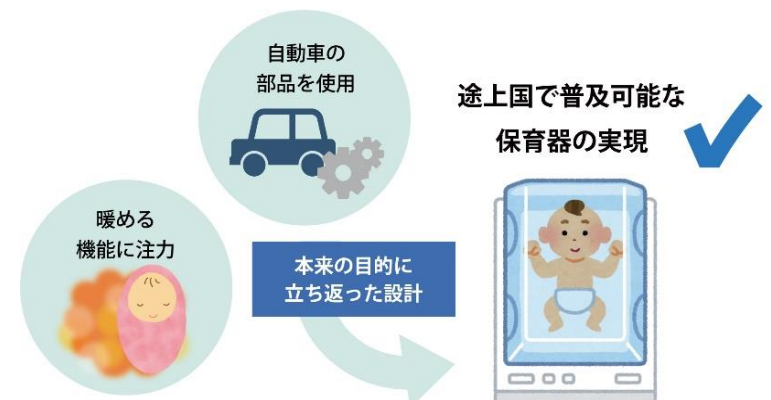 自動車の
部品を使用
途上国で普及可能な
保育器の実現
暖める
機能に注力
本来の目的に
立ち返った設計